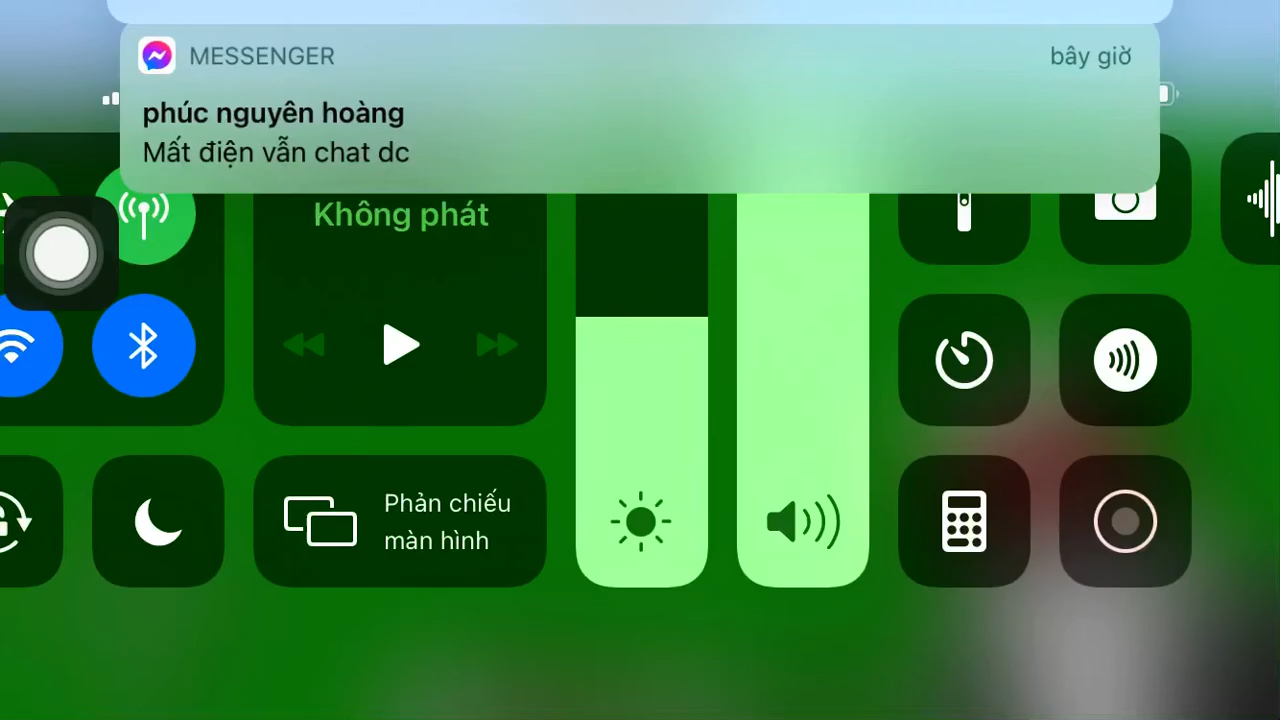 MESSENGER
bây giờ
phúc nguyên hoàng
Mất điện vẫn chat dc
Không phát
Phản chiếu
màn hình